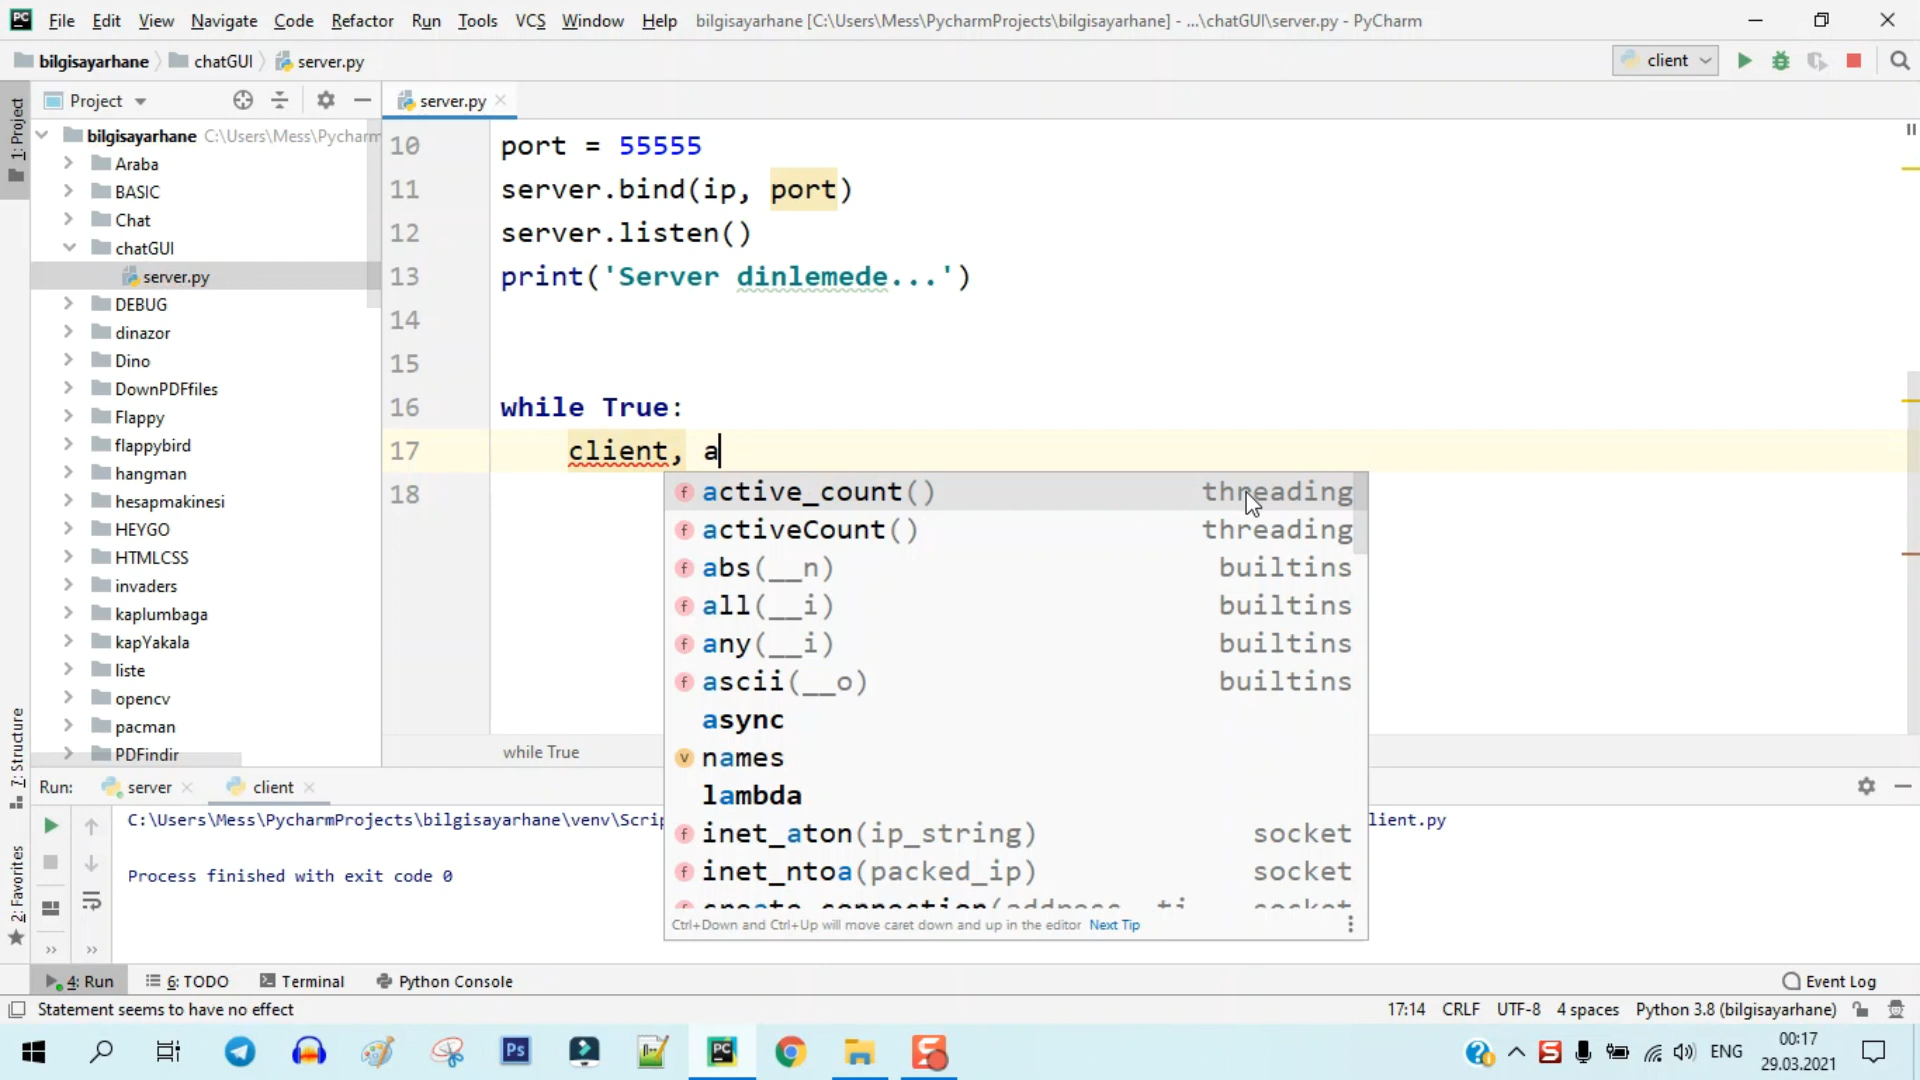 PC File Edit View Navigate Code Refactor Run Tools VCS Window Help bilgisayarhane [C:\Users\Mess\PycharmProjects\bilgisayarhane] - ...\chatGUI\server.py - PyCharm
bilgisayarhane chatGUI server.py client
1: Project
Project
server.py
bilgisayarhane C:\Users\Mess\Pycharm
Araba
BASIC
Chat
chatGUI
server.py
DEBUG
dinazor
Dino
DownPDFfiles
Flappy
flappybird
hangman
hesapmakinesi
HEYGO
HTMLCSS
invaders
kaplumbaga
kapYakala
liste
opencv
pacman
PDFindir
10 port = 55555
11 server.bind(ip, port)
12 server.listen()
13 print('Server dinlemede...')
14
15
16 while True:
17 client, a
18
active_count() threading
activeCount() threading
abs(__n) builtins
all(__i) builtins
any(__i) builtins
ascii(__o) builtins
async
v names
lambda
inet_aton(ip_string) socket
inet_ntoa(packed_ip) socket
create_connection(address, ti socket
Ctrl+Down and Ctrl+Up will move caret down and up in the editor Next Tip
while True
7: Structure
2: Favorites
Run: server client
C:\Users\Mess\PycharmProjects\bilgisayarhane\venv\Scrip
lient.py
Process finished with exit code 0
4: Run 6: TODO Terminal Python Console Event Log
Statement seems to have no effect 17:14 CRLF UTF-8 4 spaces Python 3.8 (bilgisayarhane)
Ps PC S ENG 00:17
29.03.2021